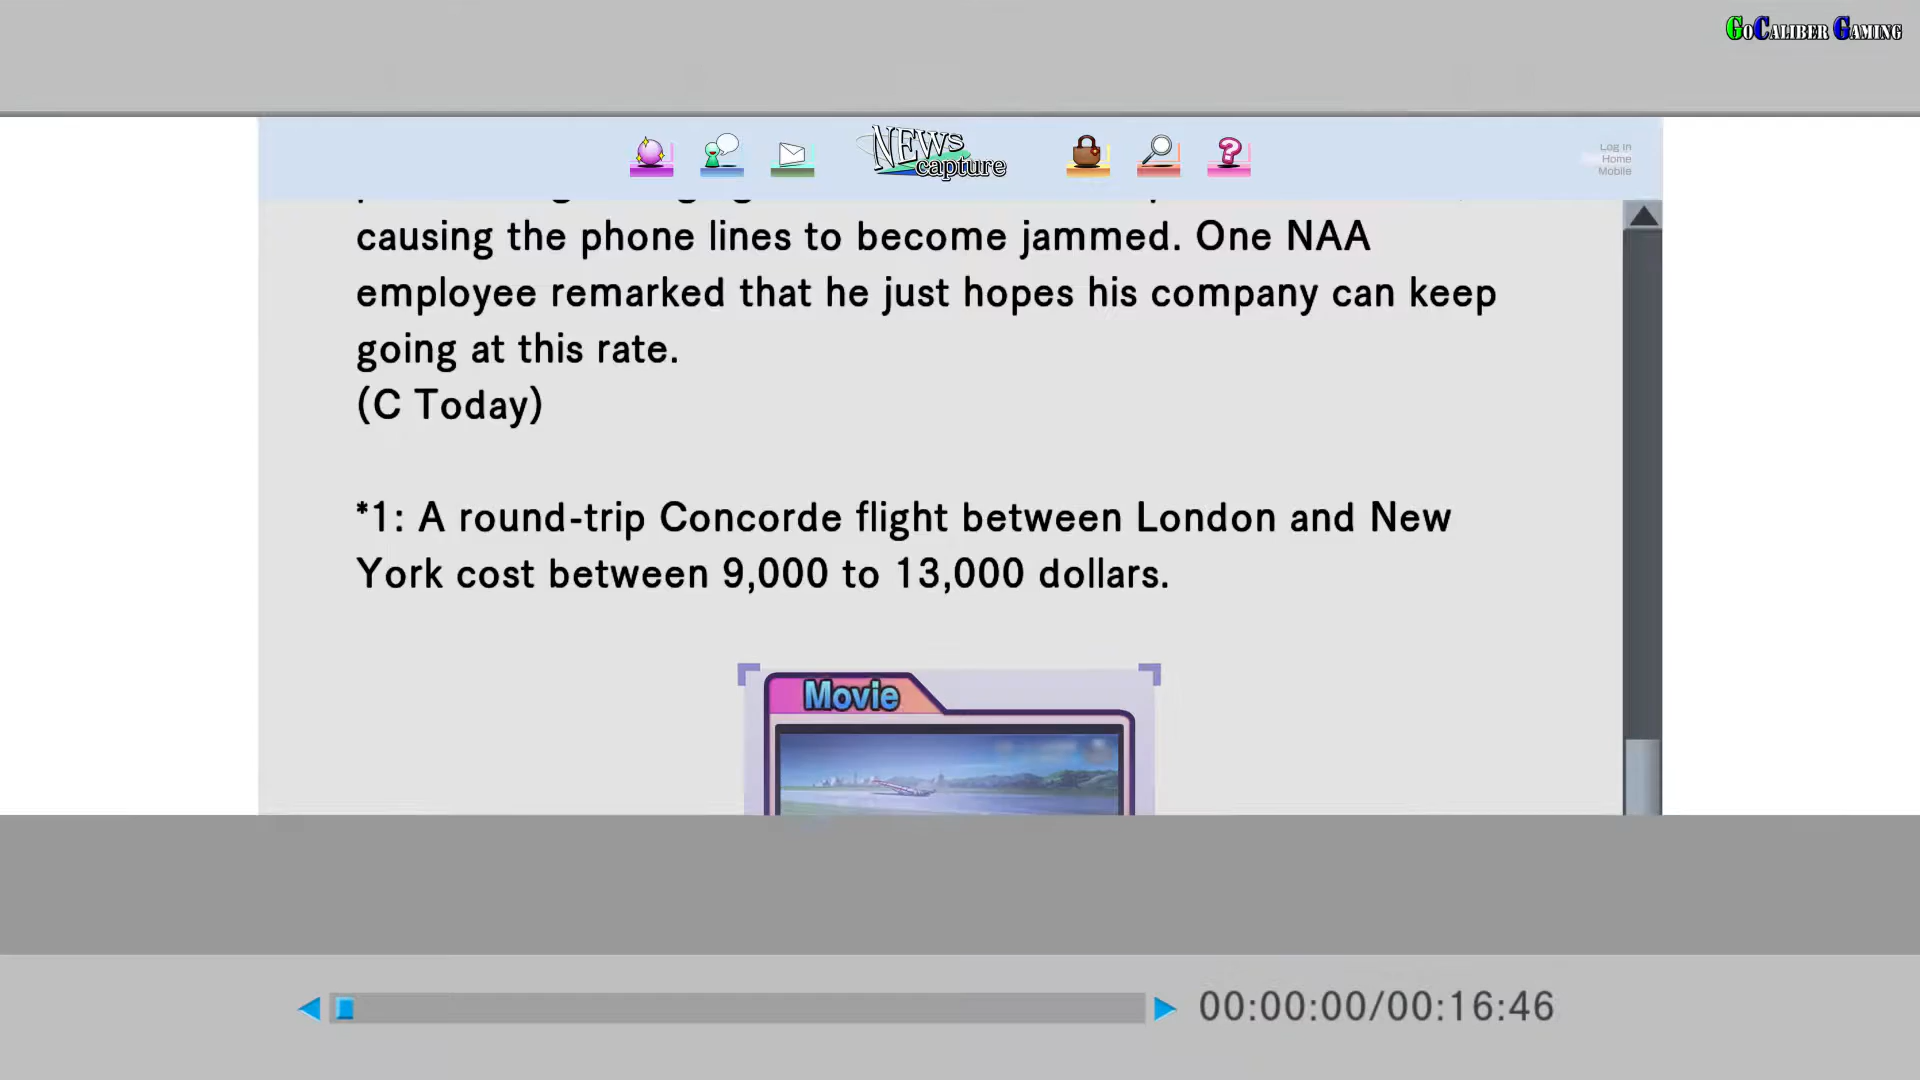 GoCaliber Gaming
NEWS
capture
Log in
Home
Mobile
causing the phone lines to become jammed. One NAA
employee remarked that he just hopes his company can keep
going at this rate.
(C Today)
*1: A round-trip Concorde flight between London and New
York cost between 9,000 to 13,000 dollars.
Movie
00:00:00/00:16:46